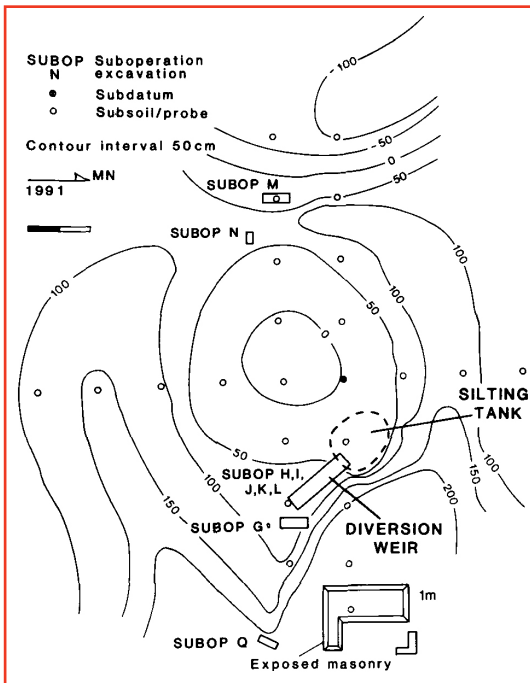 SUBOP Suboperation
N excavation
Subdatum
Subsoil/probe
Contour interval 50cm
MN
1991
-100
-50
0
50
SUBOP M
SUBOP N
100
100
50
0
SILTING
TANK
50
150
100
SUBOP H,I,
J,K,L
150
100
200
SUBOP G
DIVERSION
WEIR
1m
SUBOP Q
Exposed masonry